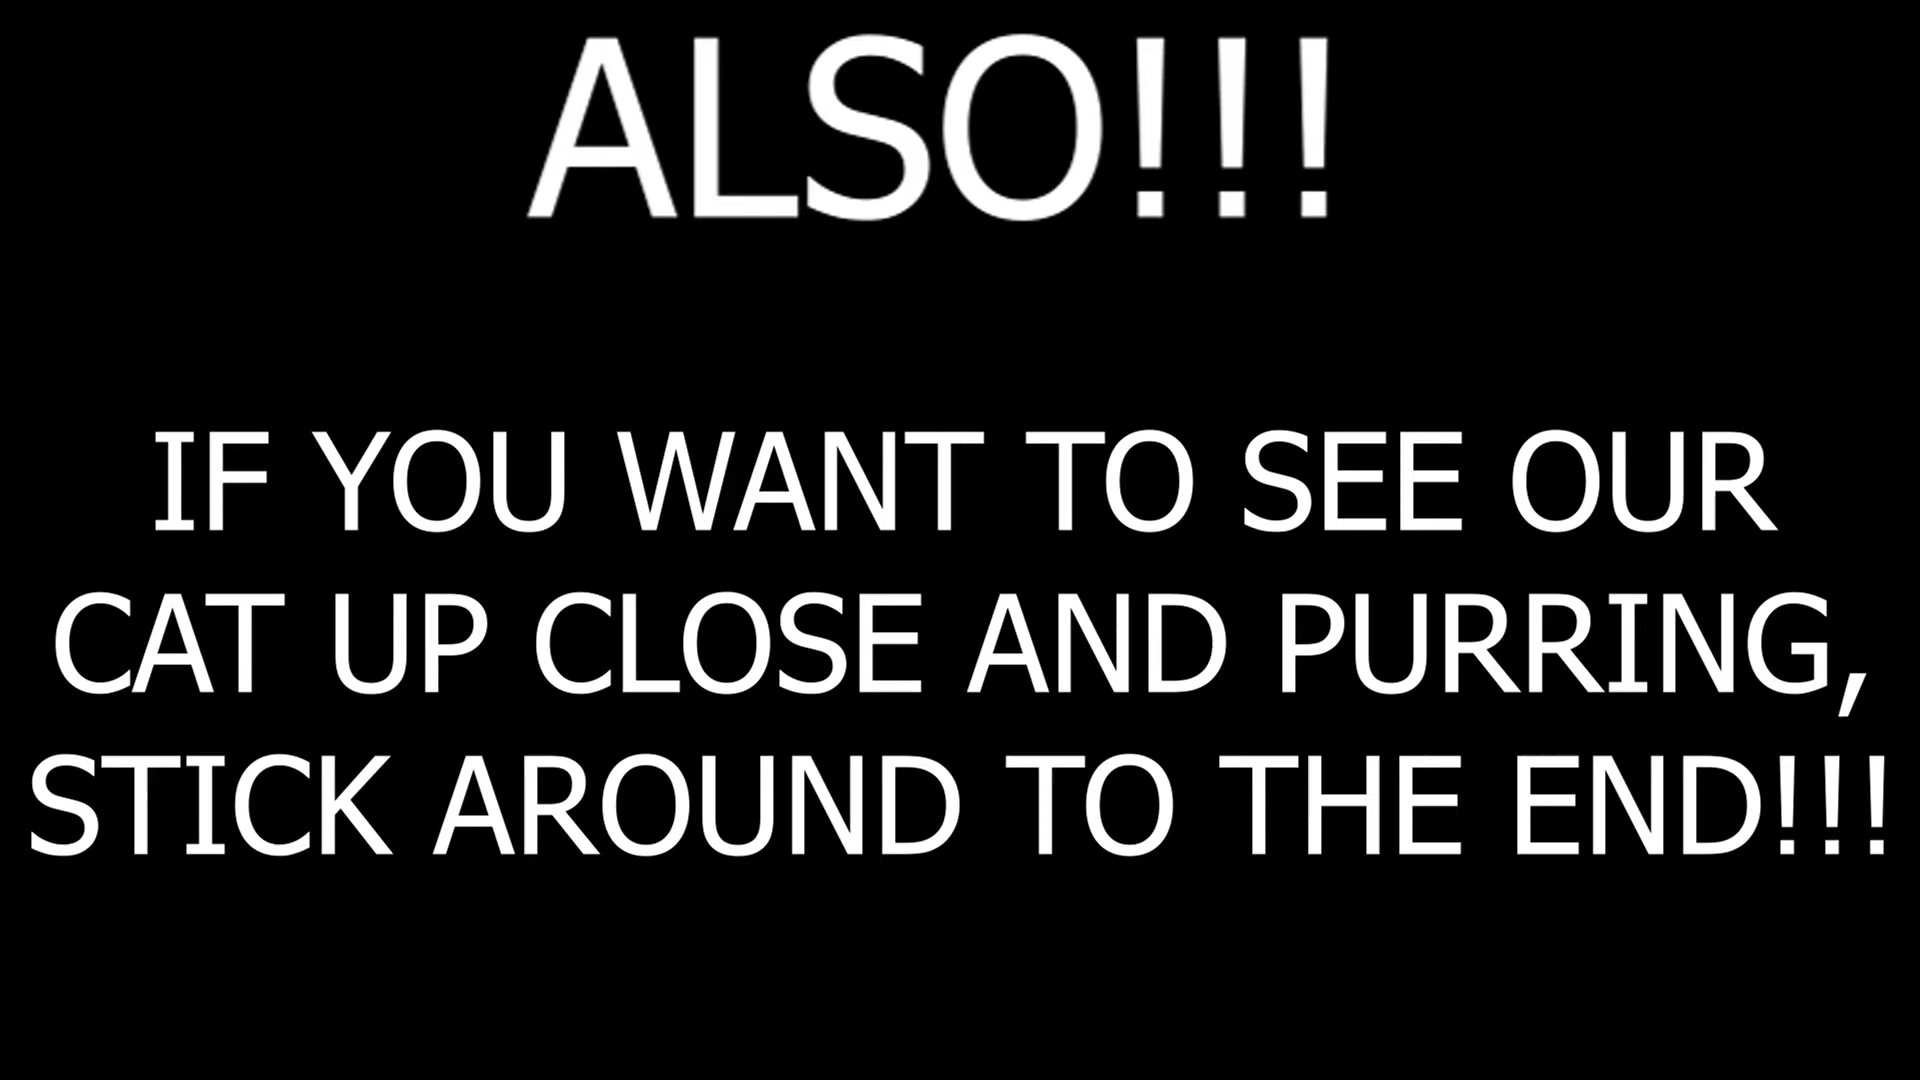 ALSO!!!
IF YOU WANT TO SEE OUR
CAT UP CLOSE AND PURRING,
STICK AROUND TO THE END!!!